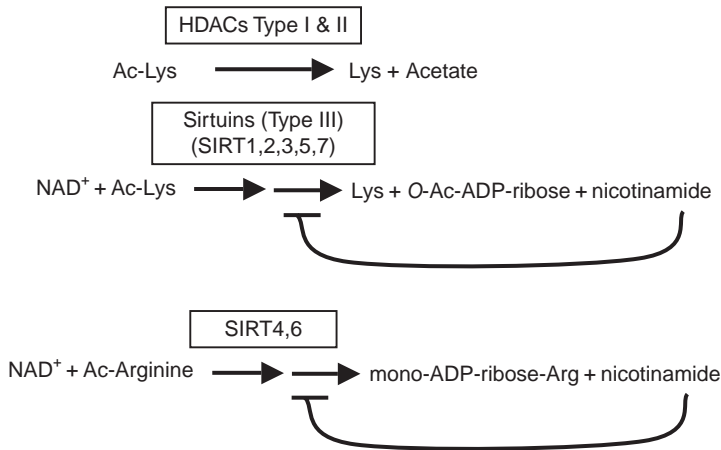 HDACs Type I & II
Ac-Lys Lys + Acetate
Sirtuins (Type III)
(SIRT1,2,3,5,7)
NAD⁺ + Ac-Lys Lys + O-Ac-ADP-ribose + nicotinamide
SIRT4,6
NAD⁺ + Ac-Arginine mono-ADP-ribose-Arg + nicotinamide